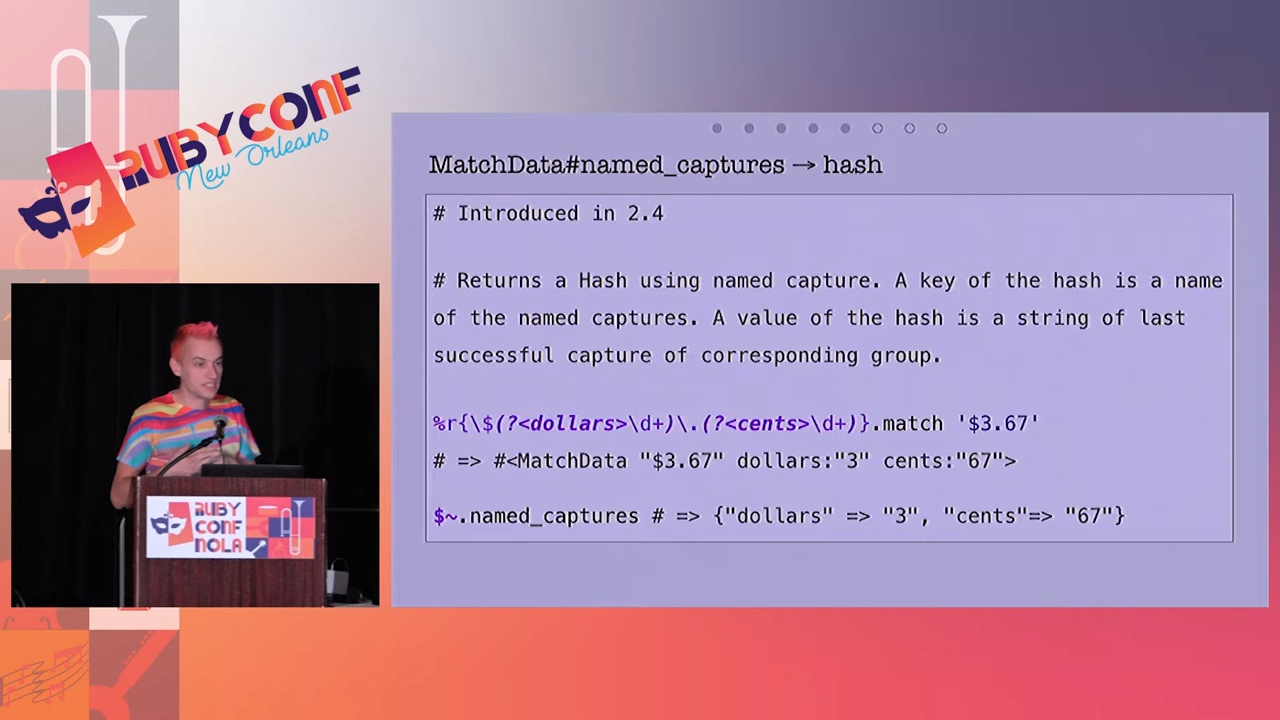 RUBYCONF
New Orleans
MatchData#named_captures → hash
# Introduced in 2.4
# Returns a Hash using named capture. A key of the hash is a name
of the named captures. A value of the hash is a string of last
successful capture of corresponding group.
%r{\$(?<dollars>\d+)\.(?<cents>\d+)}.match '$3.67'
# => #<MatchData "$3.67" dollars:"3" cents:"67">
$~.named_captures # => {"dollars" => "3", "cents"=> "67"}
RUBY
CONF
NOLA